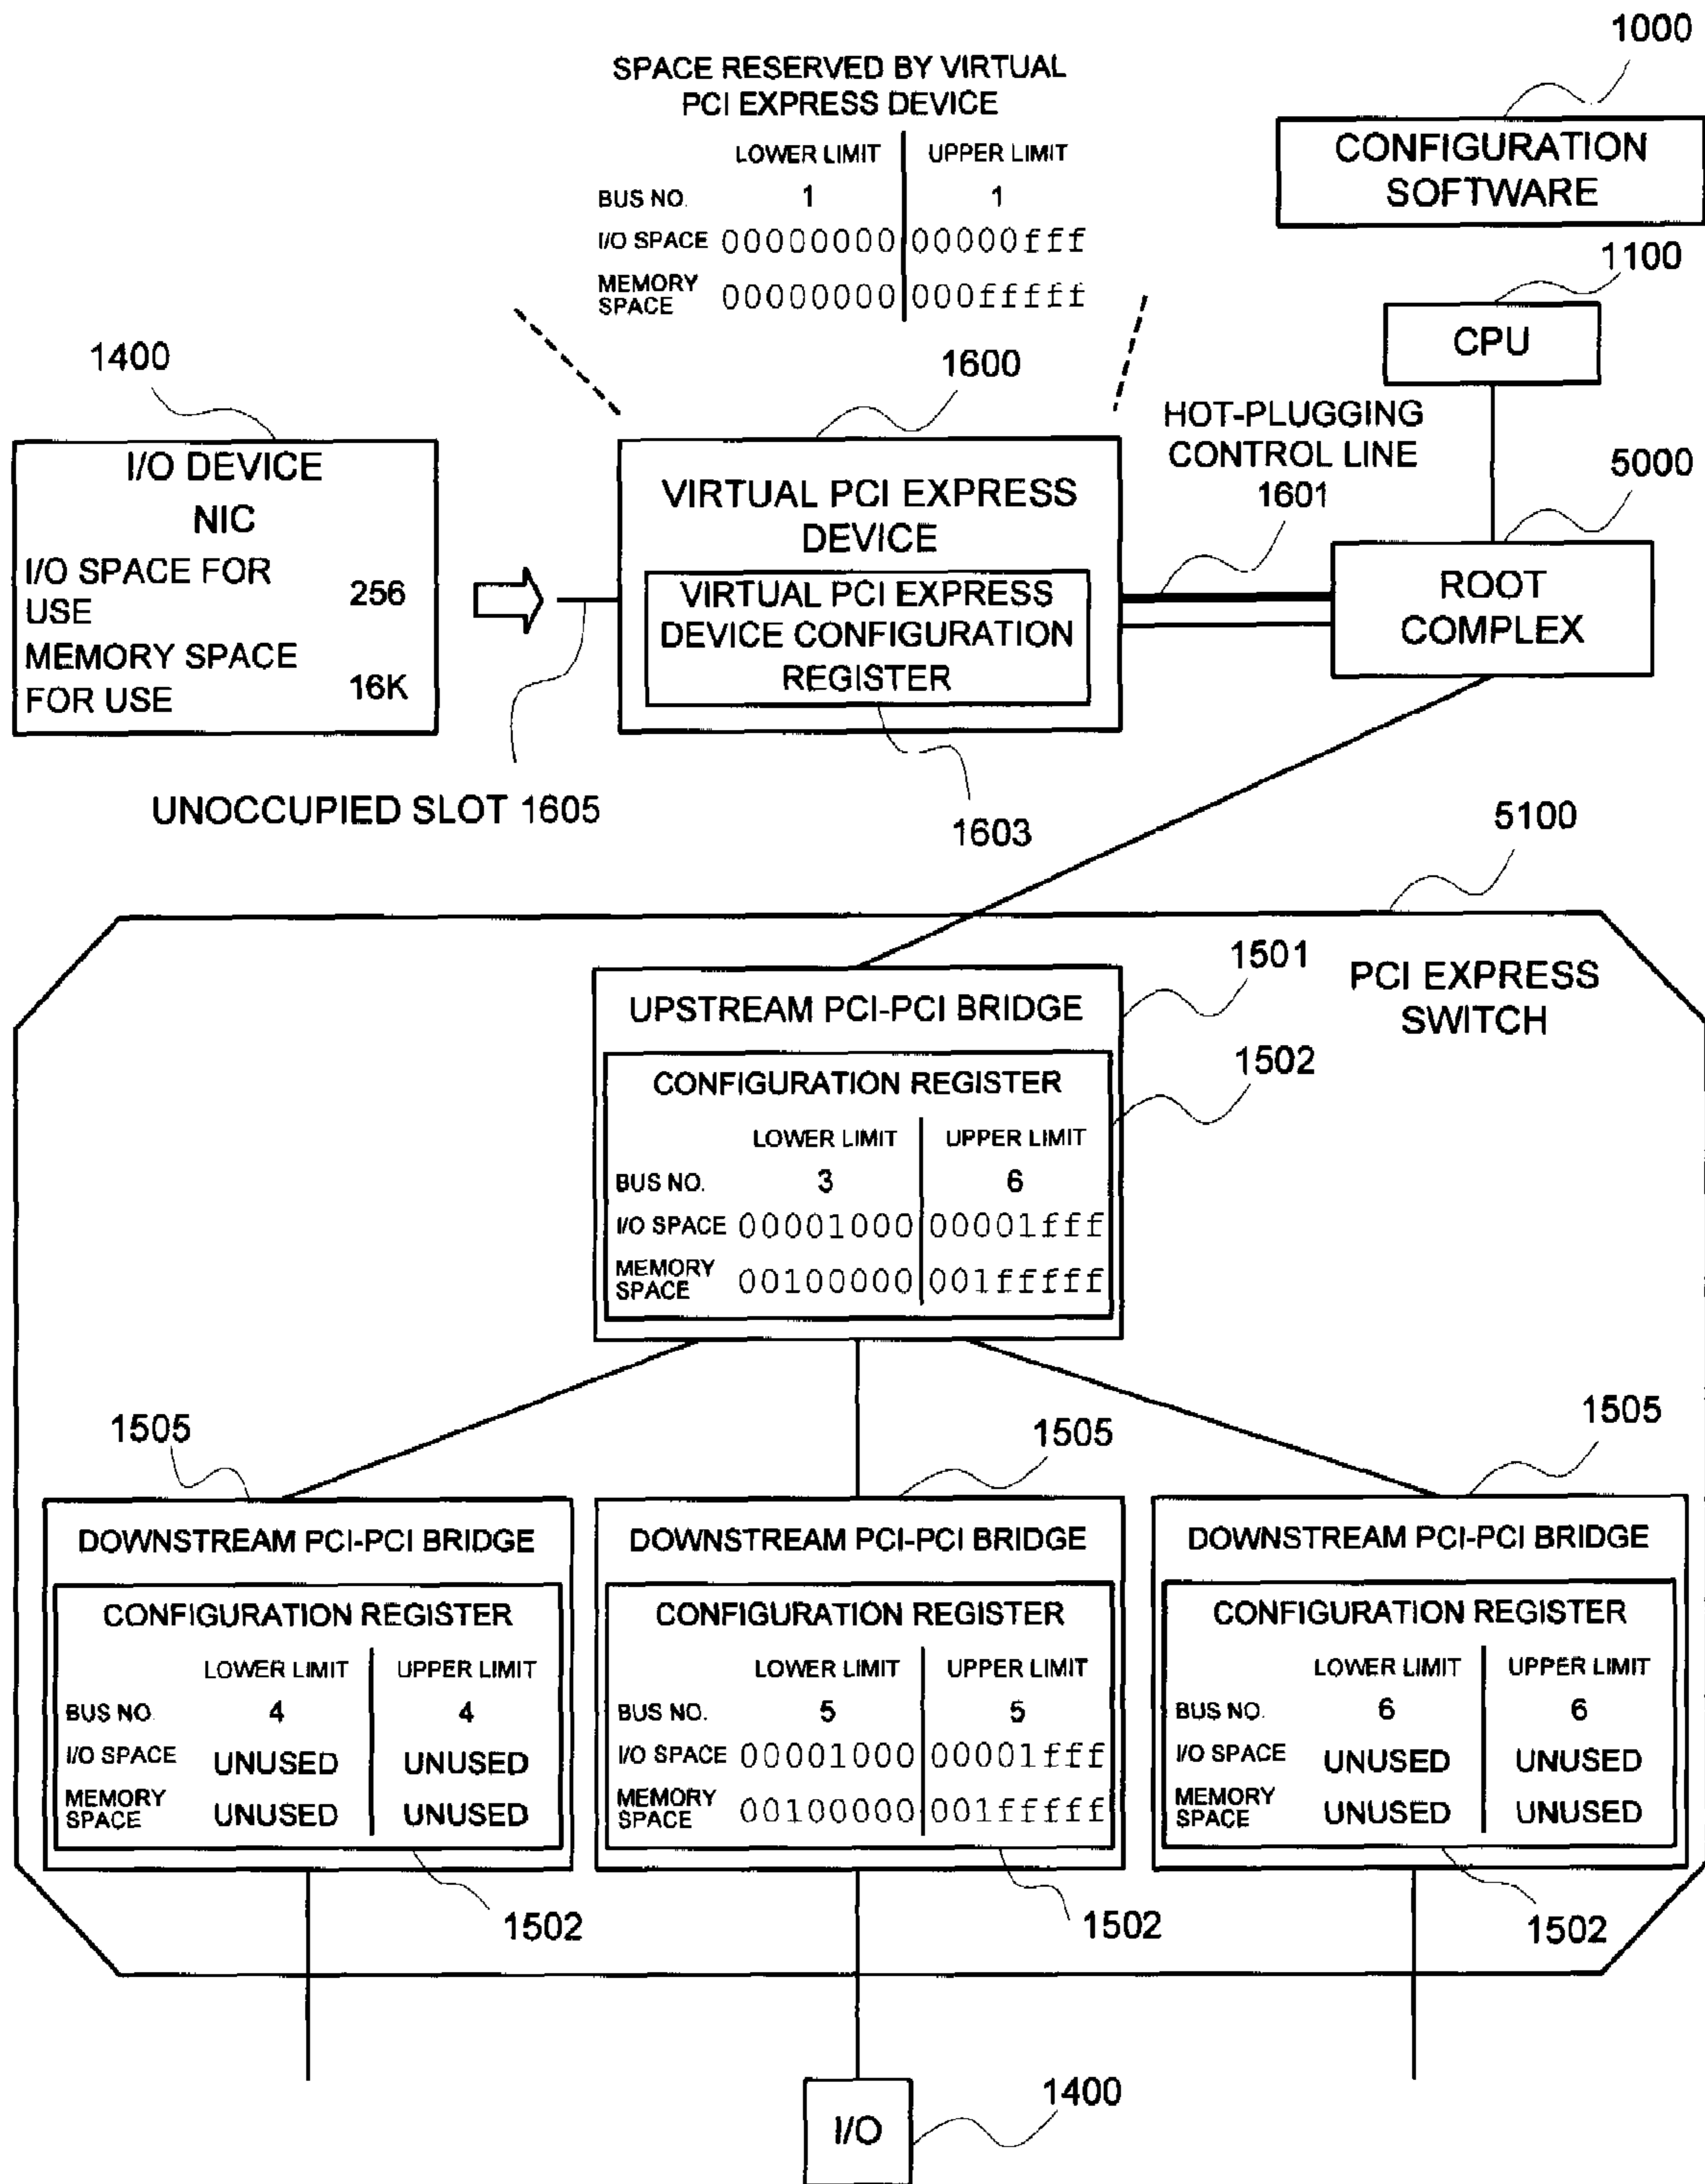 1000
SPACE RESERVED BY VIRTUAL
PCI EXPRESS DEVICE
LOWER LIMIT UPPER LIMIT
BUS NO. 1 1
I/O SPACE 00000000 00000fff
MEMORY SPACE 00000000 000fffff
CONFIGURATION
SOFTWARE
1100
CPU
1400
I/O DEVICE
NIC
I/O SPACE FOR
USE 256
MEMORY SPACE
FOR USE 16K
1600
VIRTUAL PCI EXPRESS
DEVICE
VIRTUAL PCI EXPRESS
DEVICE CONFIGURATION
REGISTER
HOT-PLUGGING
CONTROL LINE
1601
5000
ROOT
COMPLEX
UNOCCUPIED SLOT 1605
1603
5100
PCI EXPRESS
SWITCH
1501
UPSTREAM PCI-PCI BRIDGE
1502
CONFIGURATION REGISTER
LOWER LIMIT UPPER LIMIT
BUS NO. 3 6
I/O SPACE 00001000 00001fff
MEMORY SPACE 00100000 001fffff
1505
DOWNSTREAM PCI-PCI BRIDGE
CONFIGURATION REGISTER
LOWER LIMIT UPPER LIMIT
BUS NO 4 4
I/O SPACE UNUSED UNUSED
MEMORY SPACE UNUSED UNUSED
1502
1505
DOWNSTREAM PCI-PCI BRIDGE
CONFIGURATION REGISTER
LOWER LIMIT UPPER LIMIT
BUS NO. 5 5
I/O SPACE 00001000 00001fff
MEMORY SPACE 00100000 001fffff
1502
1505
DOWNSTREAM PCI-PCI BRIDGE
CONFIGURATION REGISTER
LOWER LIMIT UPPER LIMIT
BUS NO. 6 6
I/O SPACE UNUSED UNUSED
MEMORY SPACE UNUSED UNUSED
1502
I/O
1400